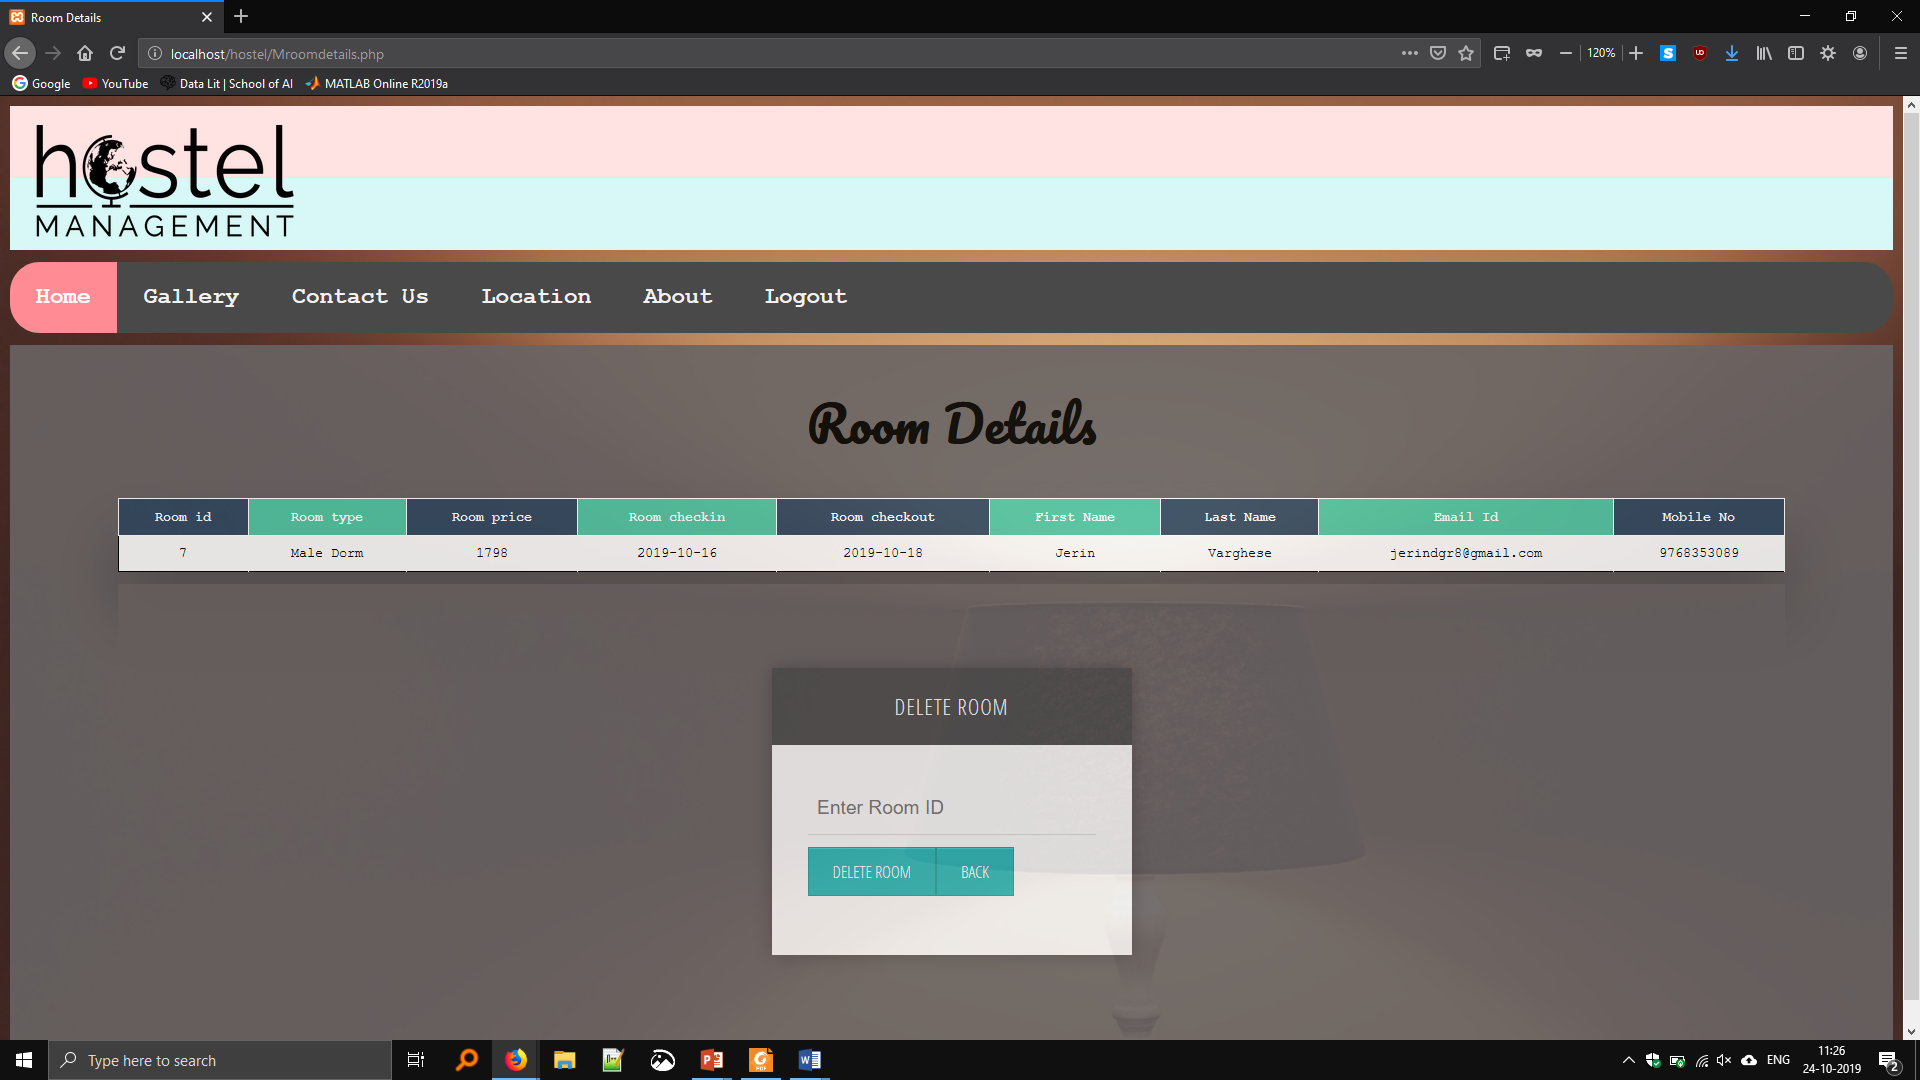 Room Details
localhost/hostel/Mroomdetails.php
120%
Google YouTube Data Lit | School of AI MATLAB Online R2019a
hostel
MANAGEMENT
Home Gallery Contact Us Location About Logout
Room Details
Room id Room type Room price Room checkin Room checkout First Name Last Name Email Id Mobile No
7 Male Dorm 1798 2019-10-16 2019-10-18 Jerin Varghese jerindgr8@gmail.com 9768353089
DELETE ROOM
Enter Room ID
DELETE ROOM BACK
Type here to search
ENG
11:26
24-10-2019
2